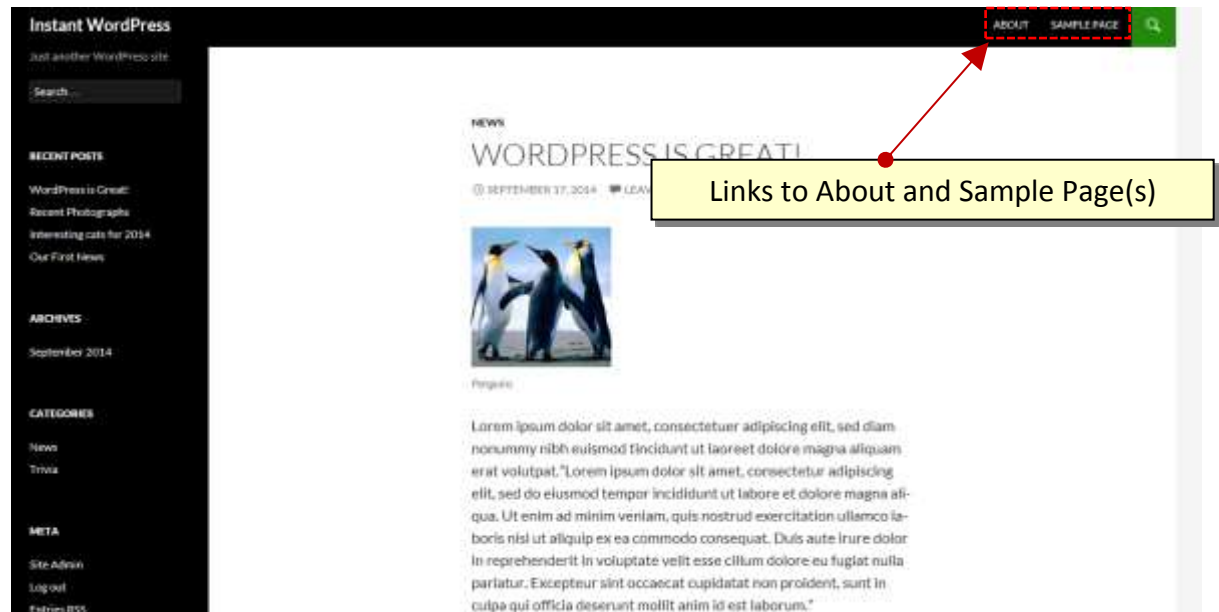 Instant WordPress
ABOUT SAMPLE PAGE
Just another WordPress site
Search ...
NEWS
WORDPRESS IS GREAT!
RECENT POSTS
SEPTEMBER 17, 2014
Links to About and Sample Page(s)
WordPress is Great!
Recent Photographs
Interesting cats for 2014
Our First News
ARCHIVES
September 2014
Penguins
CATEGORIES
News
Trivia
META
Site Admin
Log out
Entries RSS
Lorem ipsum dolor sit amet, consectetuer adipiscing elit, sed diam
nonummy nibh euismod tincidunt ut laoreet dolore magna aliquam
erat volutpat."Lorem ipsum dolor sit amet, consectetur adipiscing
elit, sed do eiusmod tempor incididunt ut labore et dolore magna ali-
qua. Ut enim ad minim veniam, quis nostrud exercitation ullamco la-
boris nisi ut aliquip ex ea commodo consequat. Duis aute irure dolor
in reprehenderit in voluptate velit esse cillum dolore eu fugiat nulla
pariatur. Excepteur sint occaecat cupidatat non proident, sunt in
culpa qui officia deserunt mollit anim id est laborum."